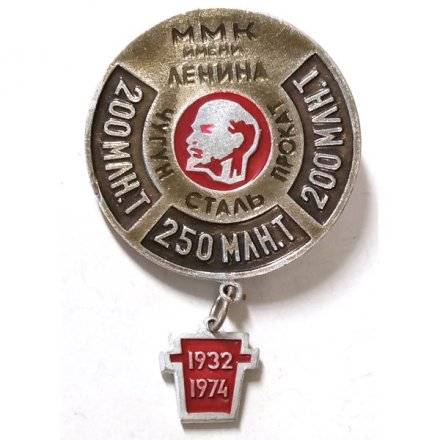 ММК
ИМЕНИ
ЛЕНИНА
ЧУГУН
СТАЛЬ
ПРОКАТ
200 МЛН.Т
250 МЛН.Т
200 МЛН.Т
1932
1974